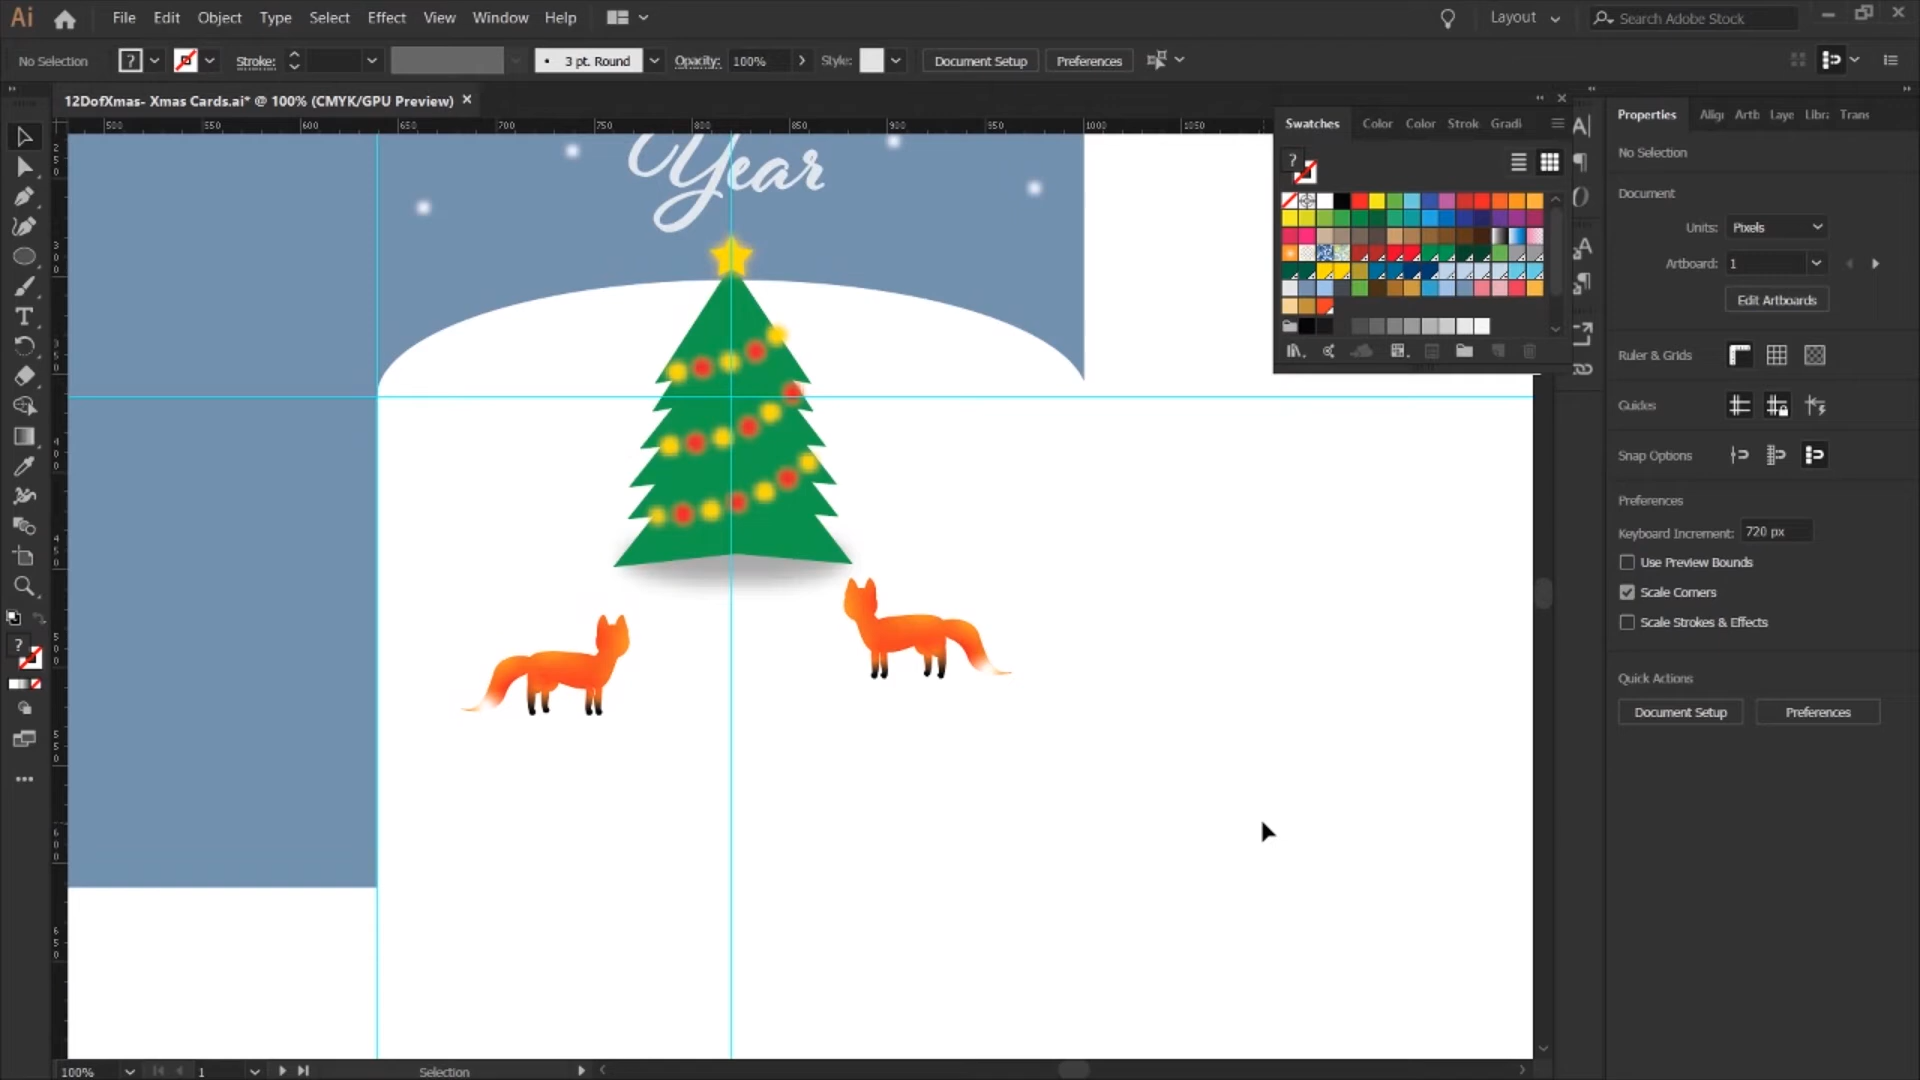 Ai File Edit Object Type Select Effect View Window Help Layout Search Adobe Stock
No Selection ? Stroke: 3 pt. Round Opacity: 100% Style: Document Setup Preferences
12DofXmas- Xmas Cards.ai* @ 100% (CMYK/GPU Preview)
500 550 600 650 700 750 800 850 900 950 1000 1050
Year
Swatches Color Color Strok Gradi
Properties Alig Artb Laye Libra Trans
No Selection
Document
Units: Pixels
Artboard: 1
Edit Artboards
Ruler & Grids
Guides
Snap Options
Preferences
Keyboard Increment: 720 px
Use Preview Bounds
Scale Corners
Scale Strokes & Effects
Quick Actions
Document Setup Preferences
100% 1 Selection